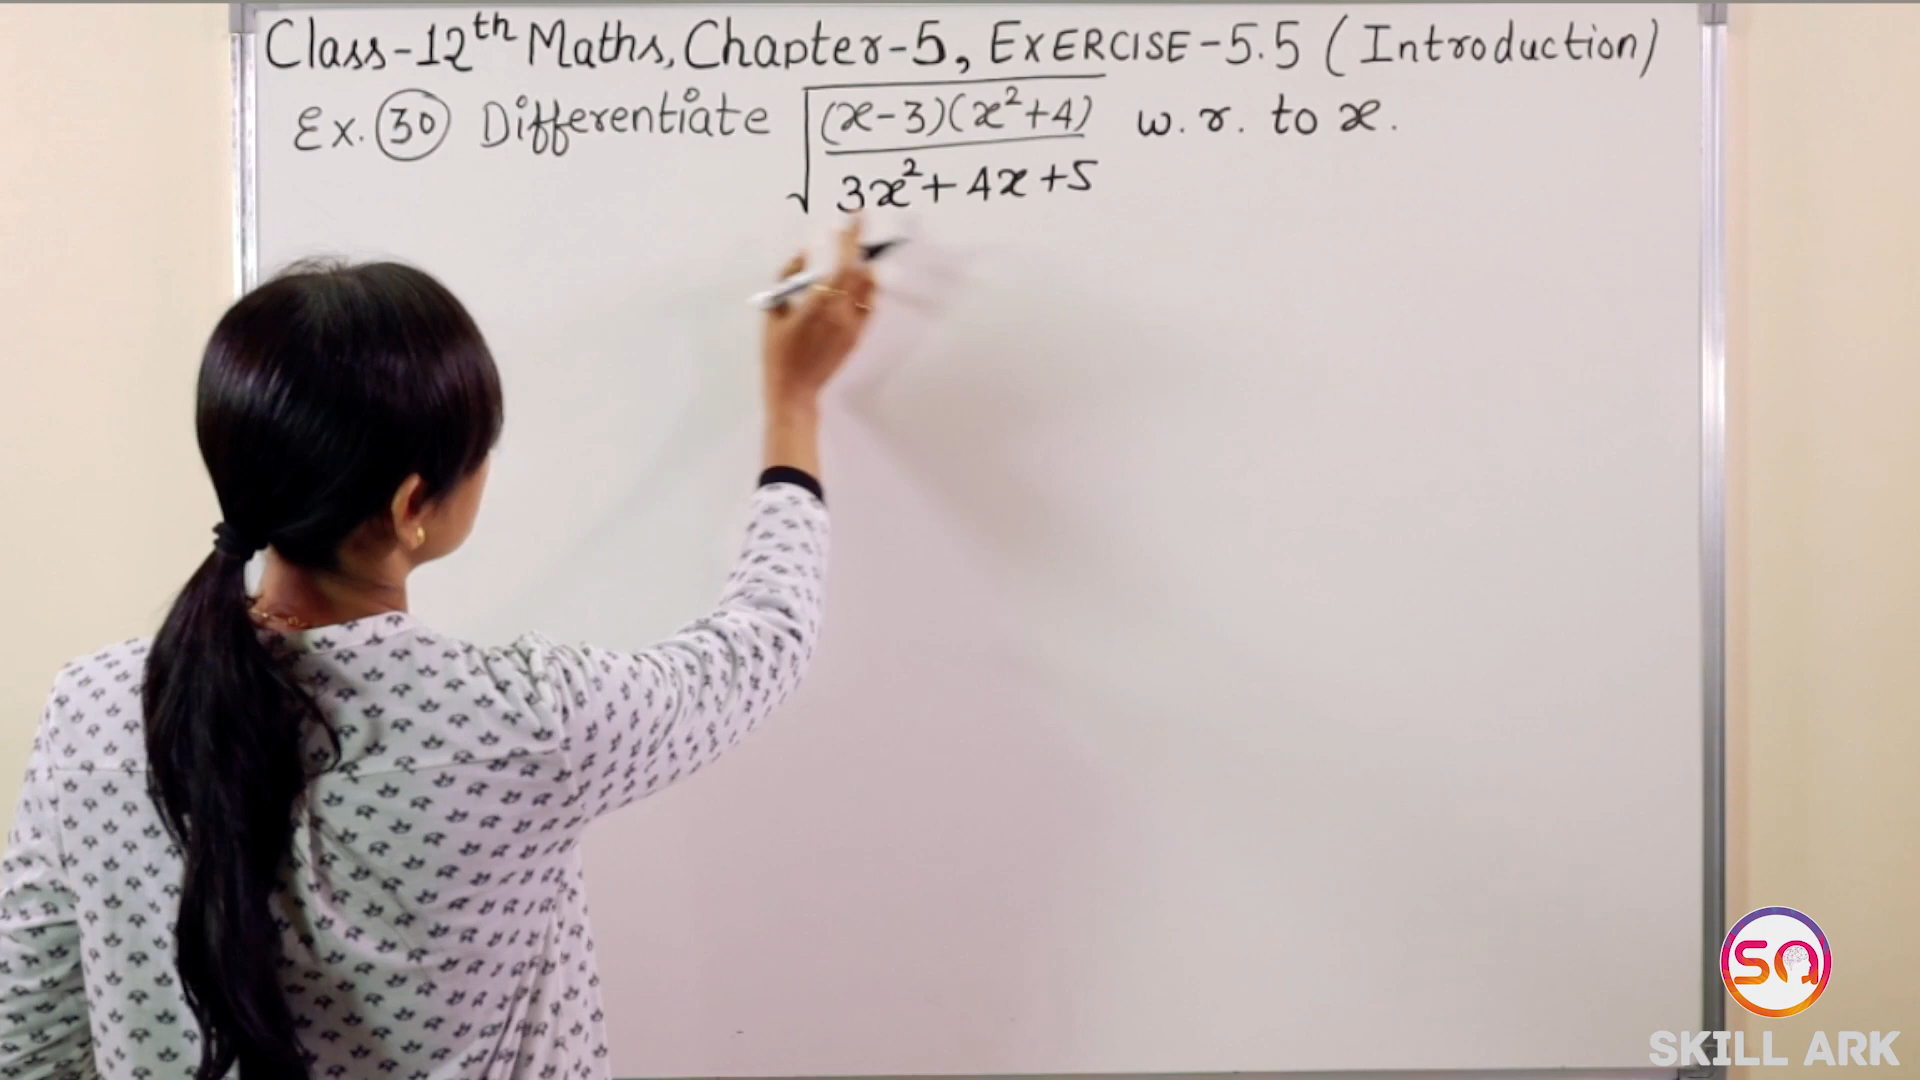 Class-12th Maths, Chapter-5, EXERCISE-5.5 (Introduction)
Ex. 30 Differentiate √((x-3)(x²+4) / 3x²+4x+5) w.r. to x.
SA
SKILL ARK